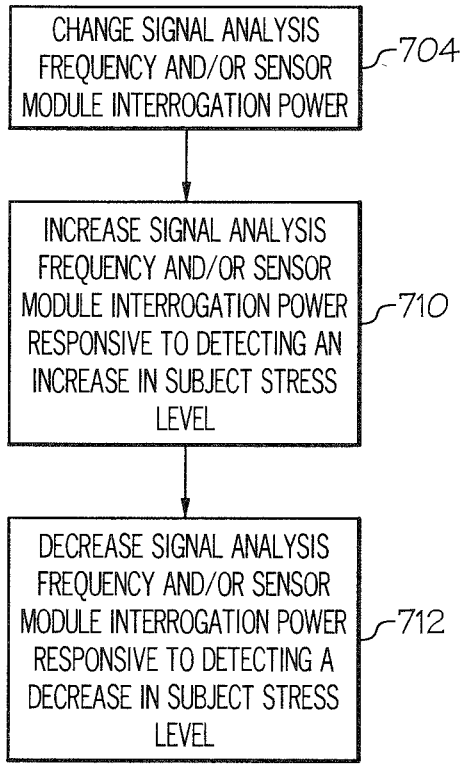 CHANGE SIGNAL ANALYSIS
FREQUENCY AND/OR SENSOR
MODULE INTERROGATION POWER
704
INCREASE SIGNAL ANALYSIS
FREQUENCY AND/OR SENSOR
MODULE INTERROGATION POWER
RESPONSIVE TO DETECTING AN
INCREASE IN SUBJECT STRESS
LEVEL
710
DECREASE SIGNAL ANALYSIS
FREQUENCY AND/OR SENSOR
MODULE INTERROGATION POWER
RESPONSIVE TO DETECTING A
DECREASE IN SUBJECT STRESS
LEVEL
712